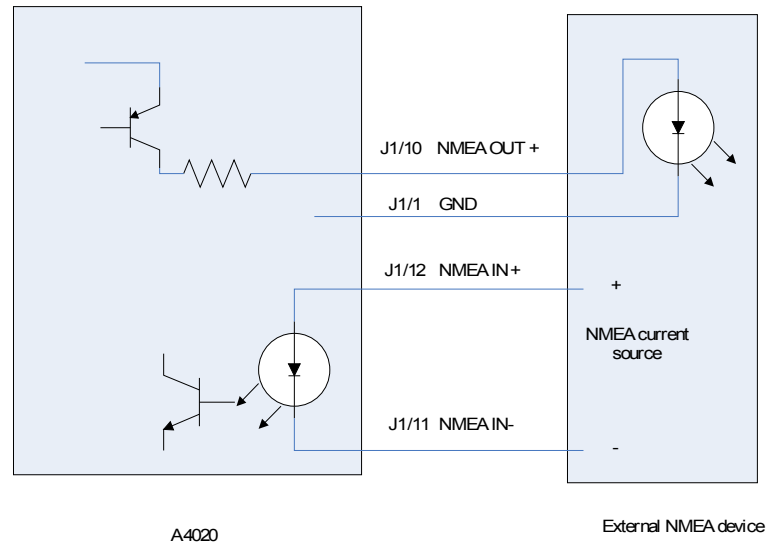 J1/10 NMEA OUT +
J1/1 GND
J1/12 NMEA IN +
+
NMEA current
source
J1/11 NMEA IN-
-
A4020
External NMEA device